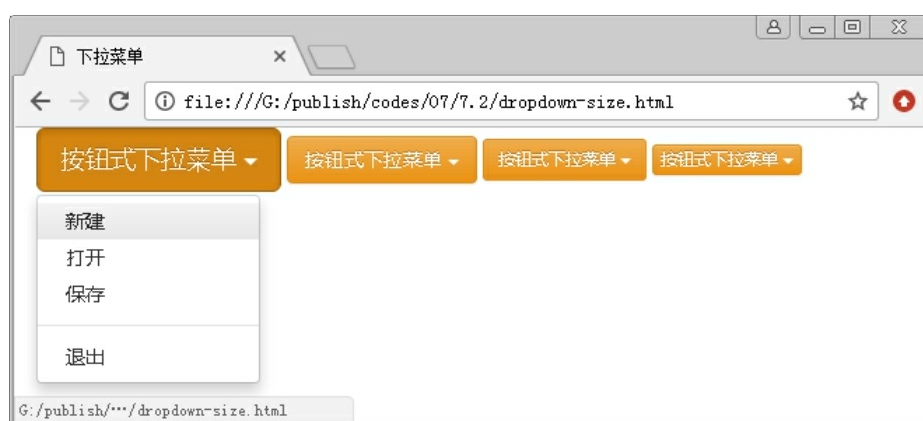 下拉菜单
file:///G:/publish/codes/07/7.2/dropdown-size.html
按钮式下拉菜单 按钮式下拉菜单 按钮式下拉菜单 按钮式下拉菜单
新建
打开
保存
退出
G:/publish/···/dropdown-size.html